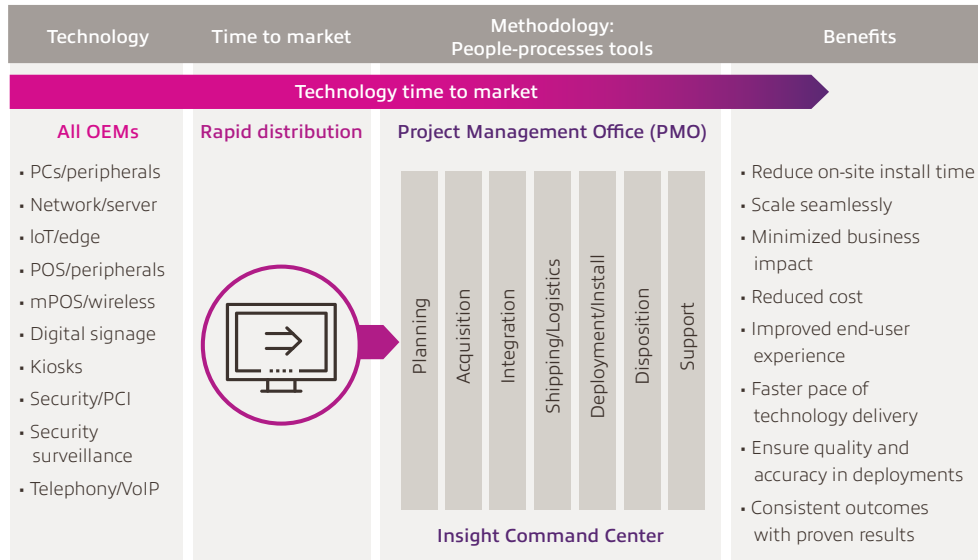 Technology
Time to market
Methodology:
People-processes tools
Benefits
Technology time to market
All OEMs
• PCs/peripherals
• Network/server
• IoT/edge
• POS/peripherals
• mPOS/wireless
• Digital signage
• Kiosks
• Security/PCI
• Security
surveillance
• Telephony/VoIP
Rapid distribution
Project Management Office (PMO)
Planning
Acquisition
Integration
Shipping/Logistics
Deployment/Install
Disposition
Support
Insight Command Center
• Reduce on-site install time
• Scale seamlessly
• Minimized business
impact
• Reduced cost
• Improved end-user
experience
• Faster pace of
technology delivery
• Ensure quality and
accuracy in deployments
• Consistent outcomes
with proven results